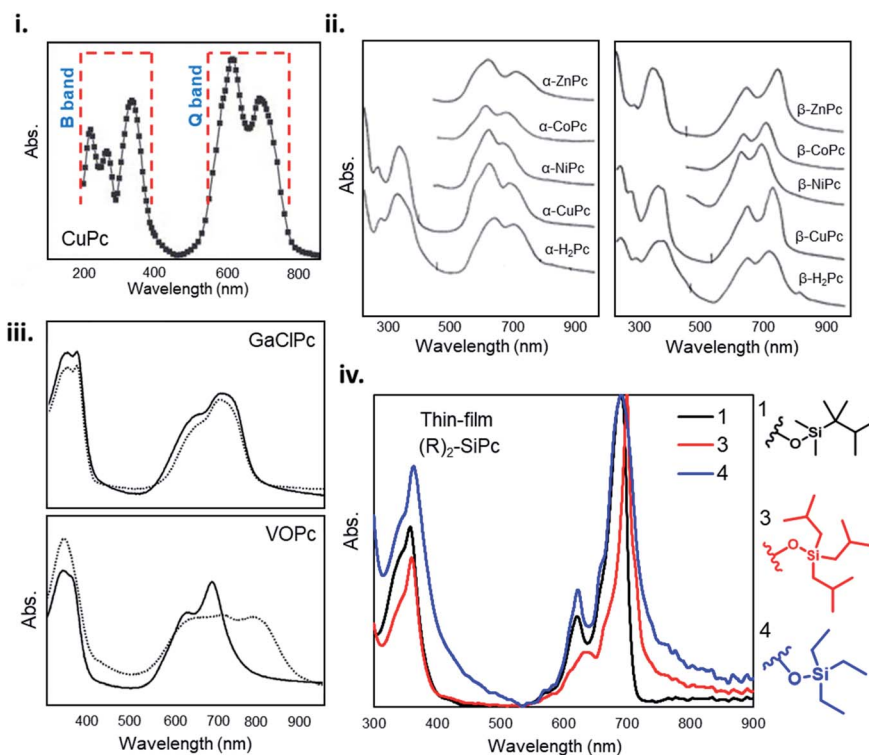 i.
B band
Q band
Abs.
CuPc
200
400
600
800
Wavelength (nm)
ii.
Abs.
α-ZnPc
α-CoPc
α-NiPc
α-CuPc
α-H₂Pc
300
500
700
900
Wavelength (nm)
β-ZnPc
β-CoPc
β-NiPc
β-CuPc
β-H₂Pc
300
500
700
900
Wavelength (nm)
iii.
GaClPc
VOPc
Abs.
400
500
600
700
800
900
Wavelength (nm)
iv.
Abs.
Thin-film
(R)₂-SiPc
1
3
4
300
400
500
600
700
800
900
Wavelength (nm)
1
Si
O
3
O
Si
4
O
Si